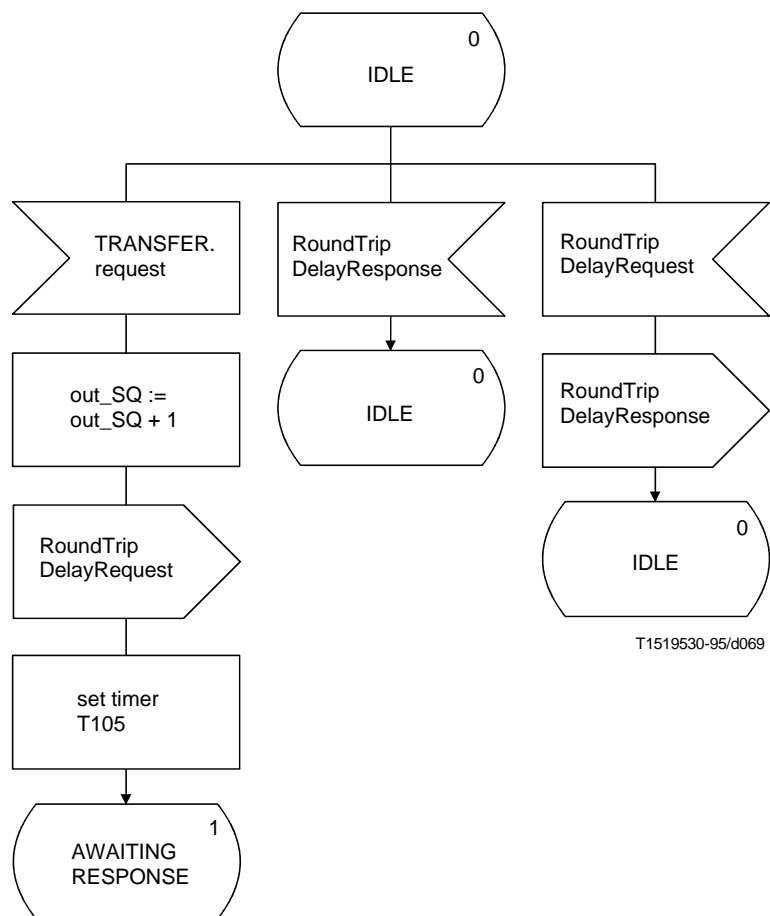 0
IDLE
TRANSFER.
request
RoundTrip
DelayResponse
RoundTrip
DelayRequest
out_SQ :=
out_SQ + 1
0
IDLE
RoundTrip
DelayResponse
RoundTrip
DelayRequest
0
IDLE
T1519530-95/d069
set timer
T105
1
AWAITING
RESPONSE